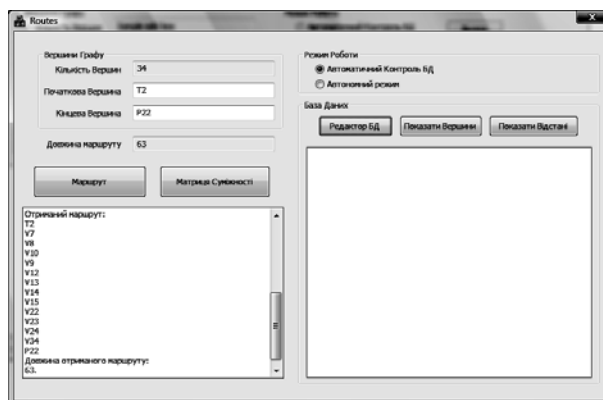 Routes
Вершини Графу
Кількість Вершин 34
Початкова Вершина T2
Кінцева Вершина P22
Довжина маршруту 63
Маршрут Матриця Суміжності
Отриманий маршрут:
T2
V7
V8
V10
V9
V12
V13
V14
V15
V22
V23
V24
V34
P22
Довжина отриманого маршруту:
63.
Режим Роботи
Автоматичний Контроль БД
Автономний режим
База Даних
Редактор БД Показати Вершини Показати Відстані